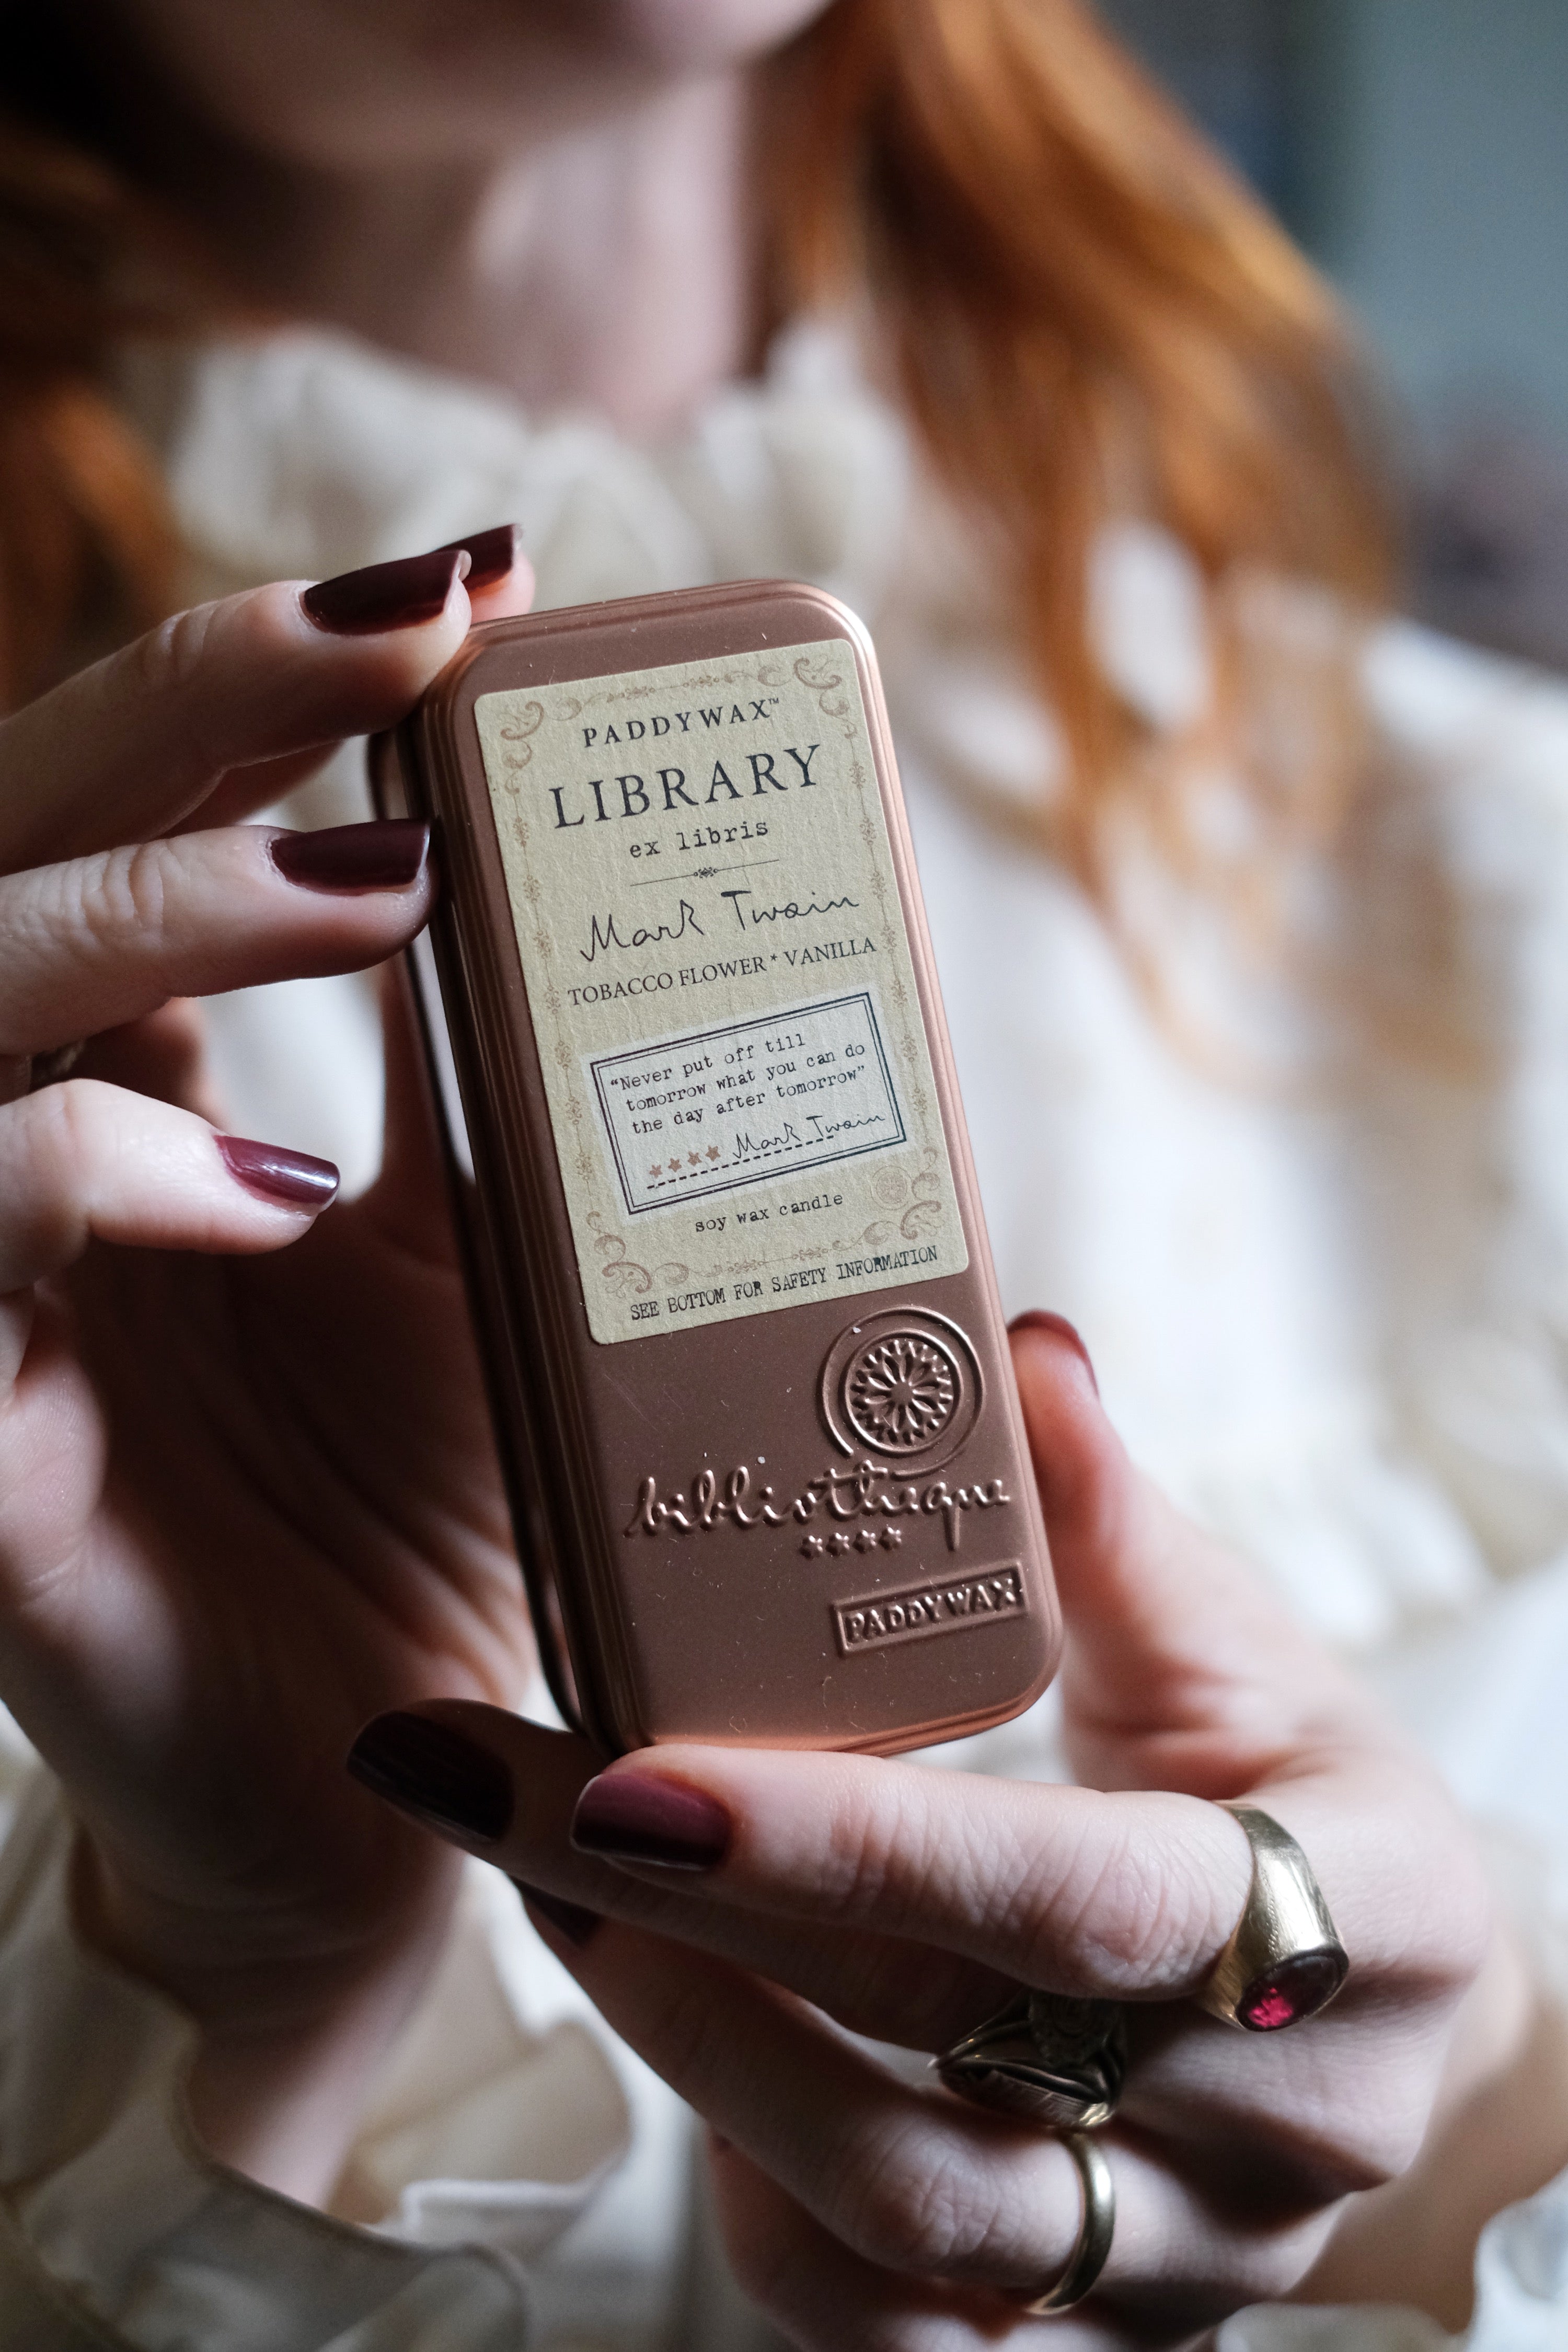 PADDYWAX™
LIBRARY
ex libris
Mark Twain
TOBACCO FLOWER * VANILLA
“Never put off till
tomorrow what you can do
the day after tomorrow”
Mark Twain
soy wax candle
SEE BOTTOM FOR SAFETY INFORMATION
bibliotheque
PADDYWAX